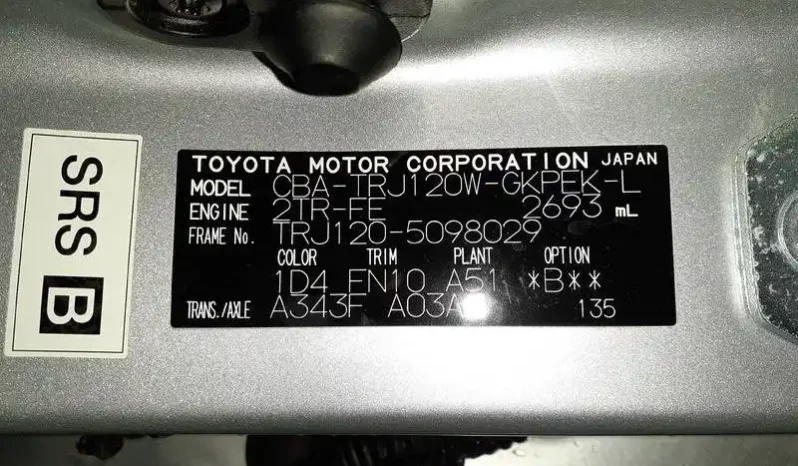 SRS B
TOYOTA MOTOR CORPORATION JAPAN
MODEL CBA-TRJ120W-GKPEK-L
ENGINE 2TR-FE 2693 mL
FRAME No. TRJ120-5098029
COLOR TRIM PLANT OPTION
1D4 FN10 A51 *B**
TRANS./AXLE A343F 135